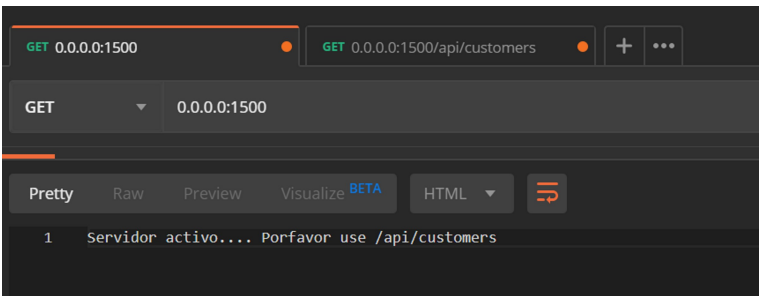 GET 0.0.0.0:1500 GET 0.0.0.0:1500/api/customers + •••
GET 0.0.0.0:1500
Pretty Raw Preview Visualize BETA HTML
1 Servidor activo.... Porfavor use /api/customers